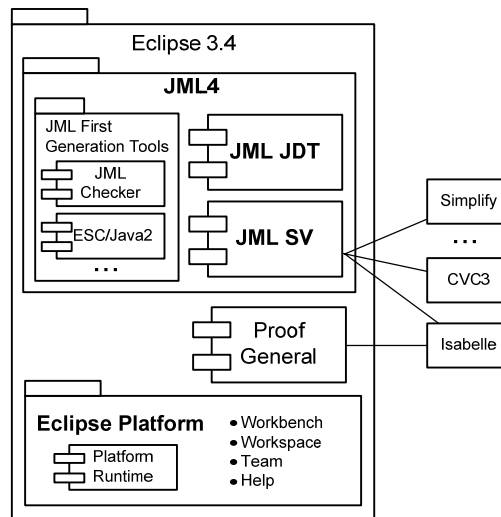 Eclipse 3.4
JML4
JML First
Generation Tools
JML
Checker
ESC/Java2
...
JML JDT
JML SV
Simplify
...
CVC3
Isabelle
Proof
General
Eclipse Platform
Platform
Runtime
• Workbench
• Workspace
• Team
• Help